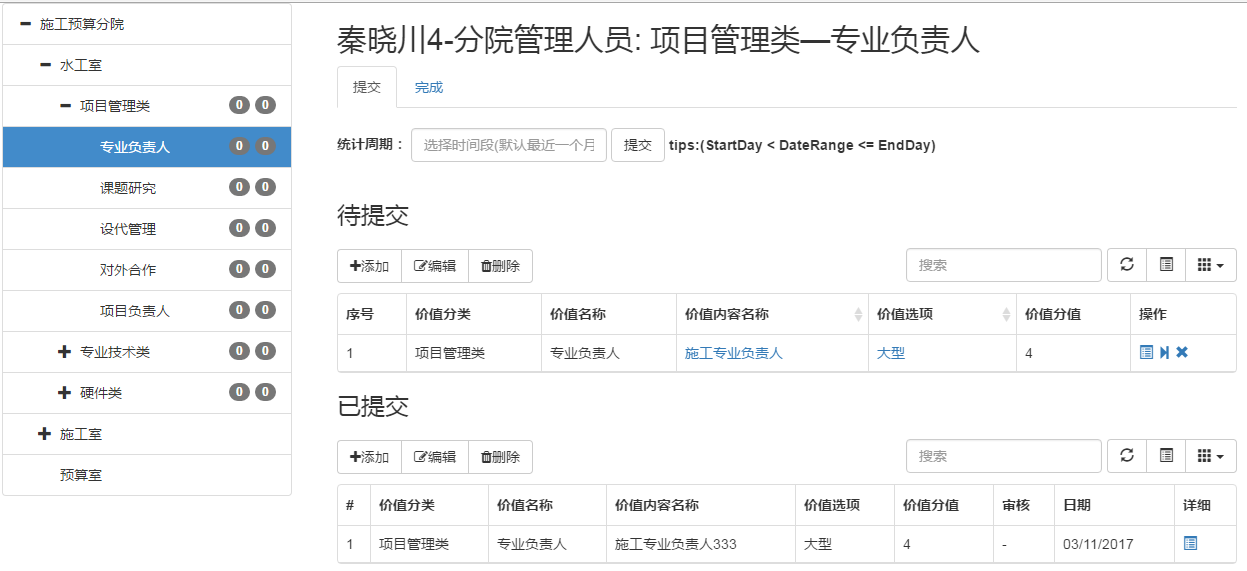 施工预算分院
水工室
项目管理类 0 0
专业负责人 0 0
课题研究 0 0
设代管理 0 0
对外合作 0 0
项目负责人 0 0
专业技术类 0 0
硬件类 0 0
施工室
预算室
秦晓川4-分院管理人员: 项目管理类—专业负责人
提交 完成
统计周期： 选择时间段(默认最近一个月 提交 tips:(StartDay < DateRange <= EndDay)
待提交
添加 编辑 删除 搜索
序号 价值分类 价值名称 价值内容名称 价值选项 价值分值 操作
1 项目管理类 专业负责人 施工专业负责人 大型 4
已提交
添加 编辑 删除 搜索
# 价值分类 价值名称 价值内容名称 价值选项 价值分值 审核 日期 详细
1 项目管理类 专业负责人 施工专业负责人333 大型 4 - 03/11/2017